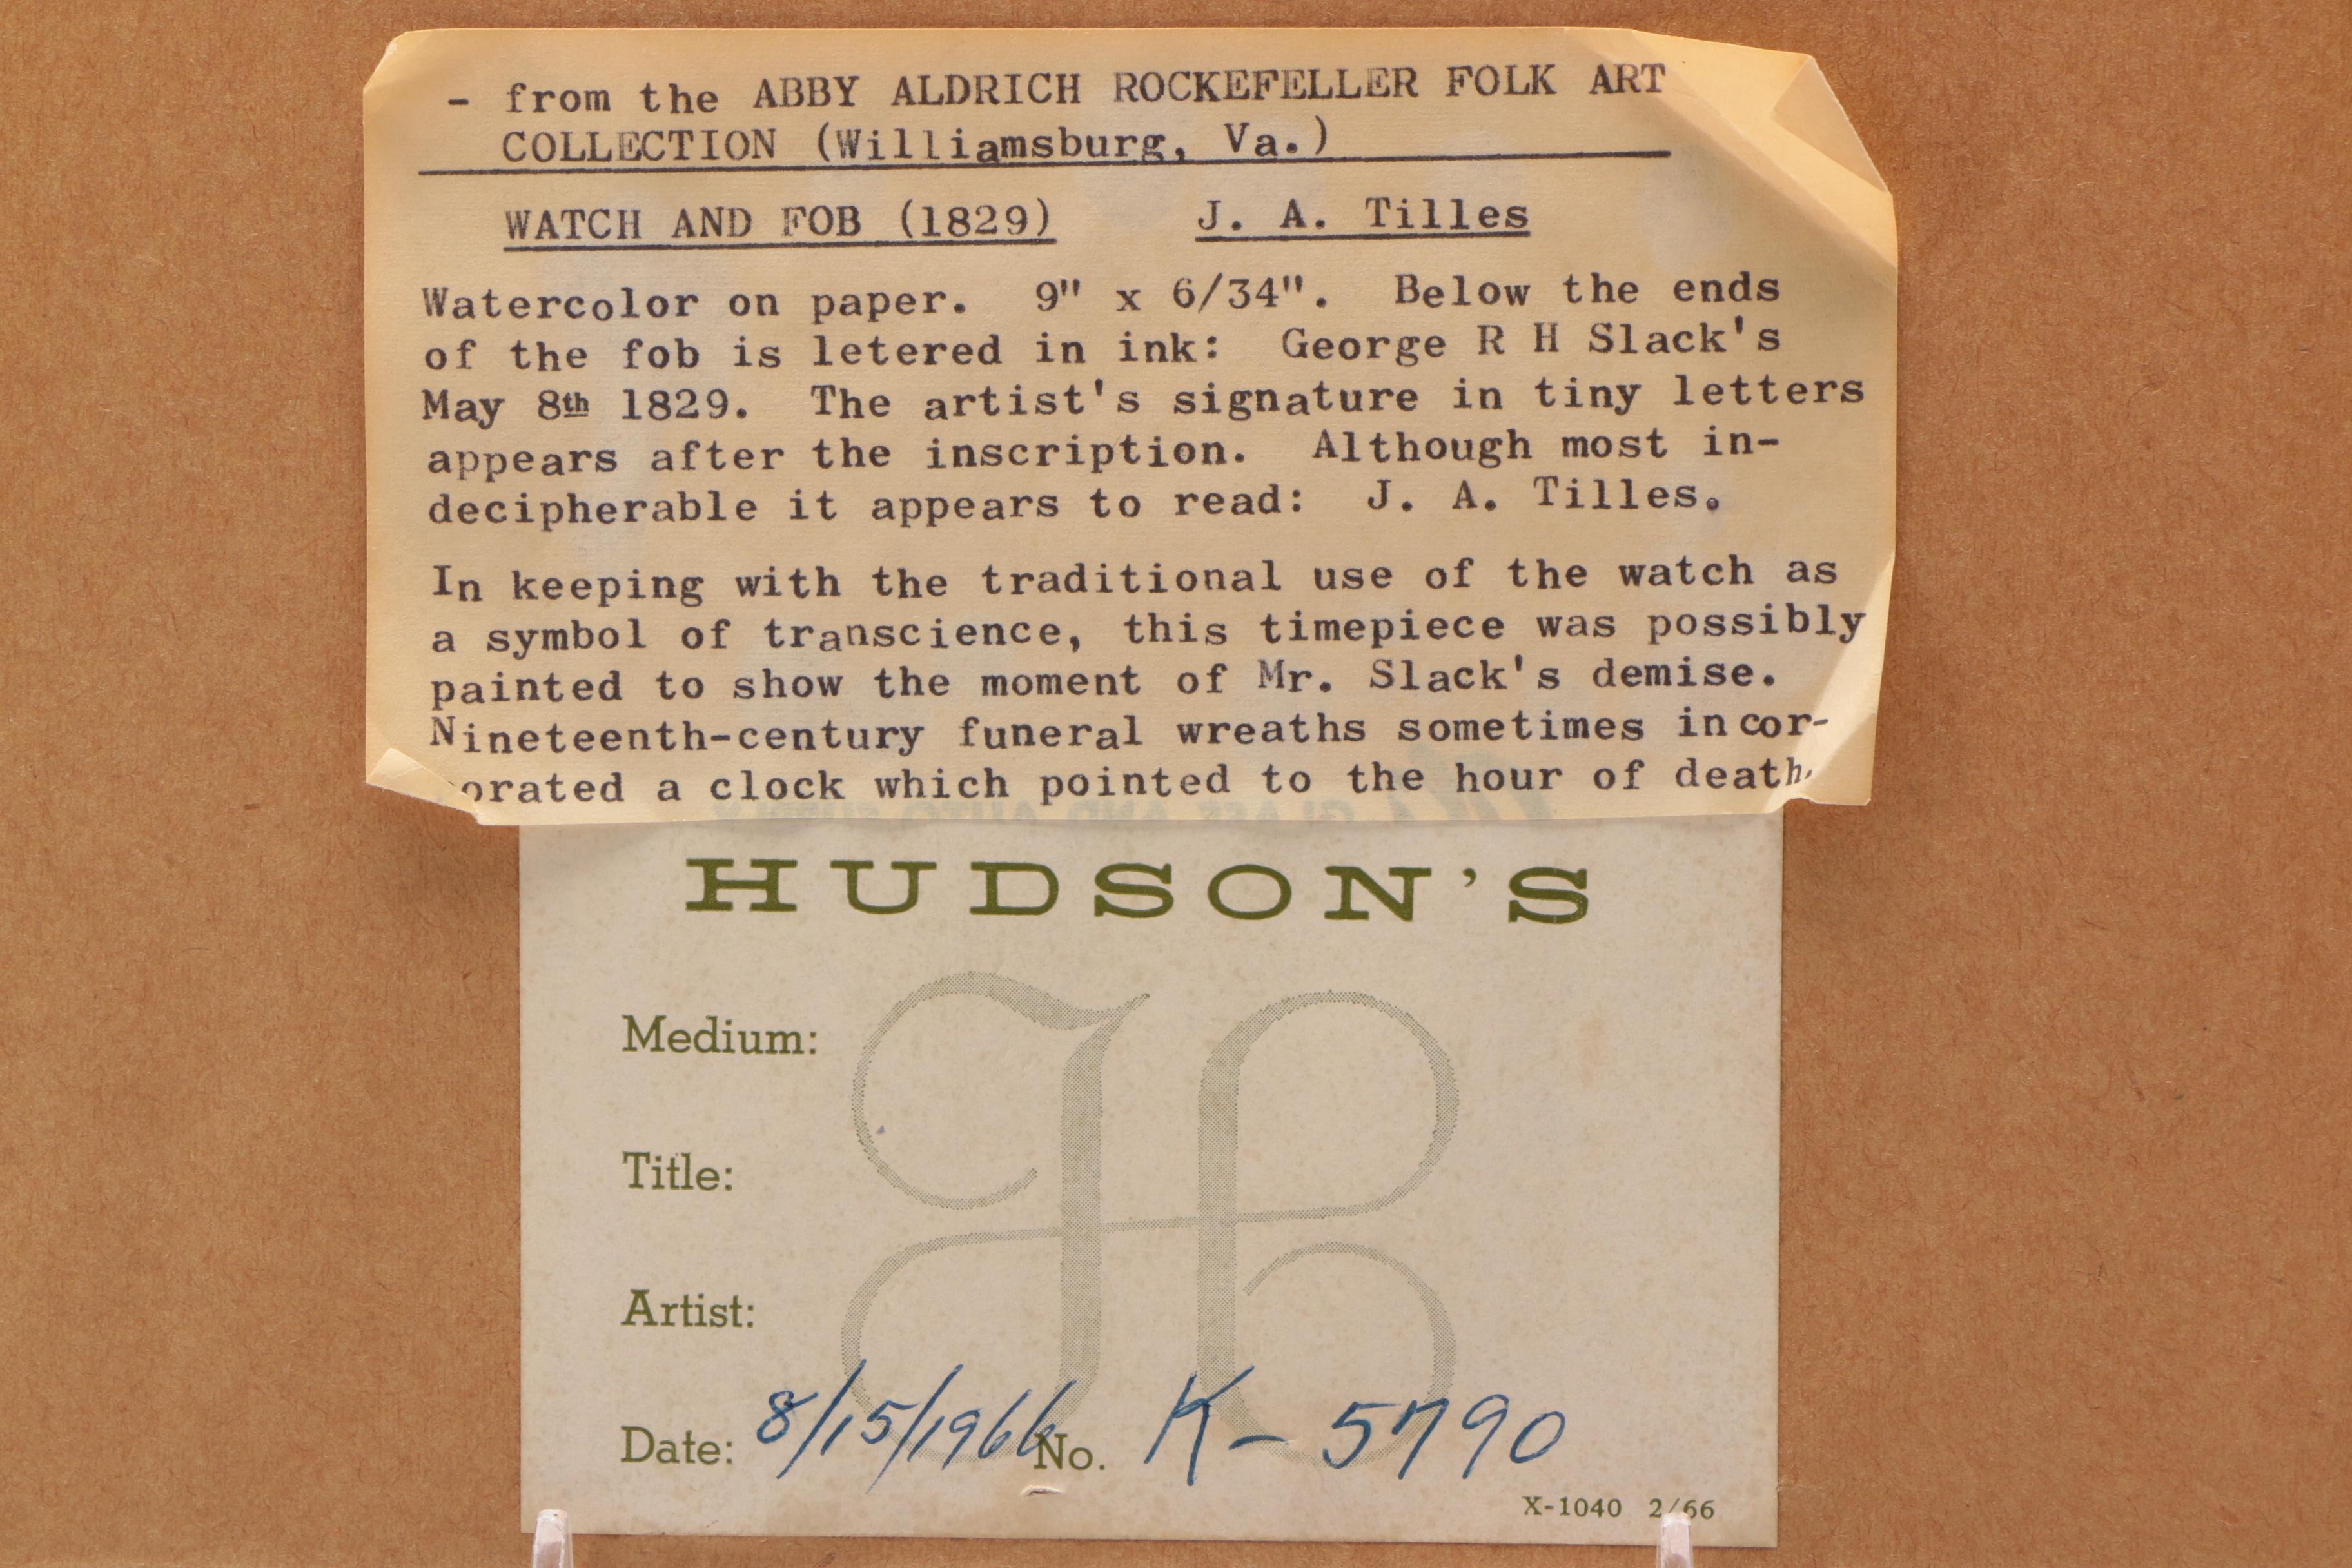 - from the ABBY ALDRICH ROCKEFELLER FOLK ART
COLLECTION (Williamsburg, Va.)
WATCH AND FOB (1829) J. A. Tilles
Watercolor on paper. 9" x 6/34". Below the ends
of the fob is letered in ink: George R H Slack's
May 8th 1829. The artist's signature in tiny letters
appears after the inscription. Although most in-
decipherable it appears to read: J. A. Tilles.
In keeping with the traditional use of the watch as
a symbol of transcience, this timepiece was possibly
painted to show the moment of Mr. Slack's demise.
Nineteenth-century funeral wreaths sometimes incor-
orated a clock which pointed to the hour of death.
HUDSON'S
Medium:
Title:
Artist:
Date: 8/15/1966 No. K-5790
X-1040 2/66